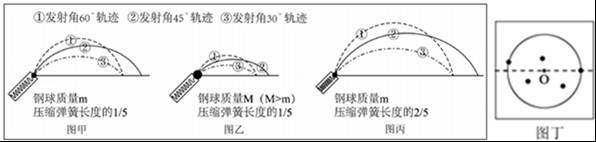 ①发射角60°轨迹 ②发射角45°轨迹 ③发射角30°轨迹
①
②
③
钢球质量m
压缩弹簧长度的1/5
图甲
①
②
③
钢球质量M(M>m)
压缩弹簧长度的1/5
图乙
①
②
③
钢球质量m
压缩弹簧长度的2/5
图丙
O
图丁